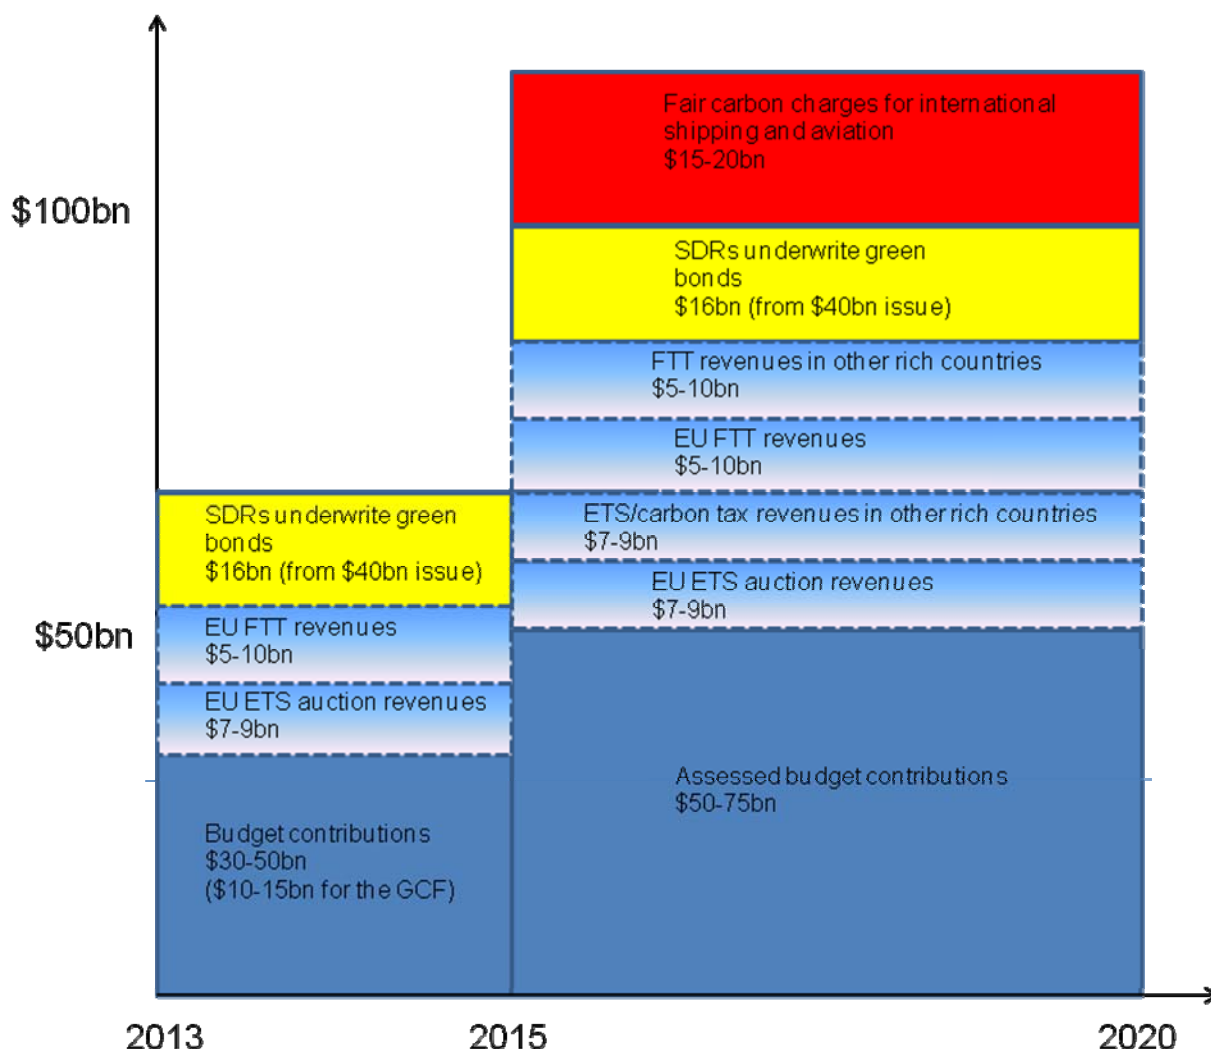 Fair carbon charges for international
shipping and aviation
$15-20bn
$100bn
SDRs underwrite green
bonds
$16bn (from $40bn issue)
FTT revenues in other rich countries
$5-10bn
EU FTT revenues
$5-10bn
ETS/carbon tax revenues in other rich countries
$7-9bn
EU ETS auction revenues
$7-9bn
Assessed budget contributions
$50-75bn
SDRs underwrite green
bonds
$16bn (from $40bn issue)
$50bn
EU FTT revenues
$5-10bn
EU ETS auction revenues
$7-9bn
Budget contributions
$30-50bn
($10-15bn for the GCF)
2013
2015
2020